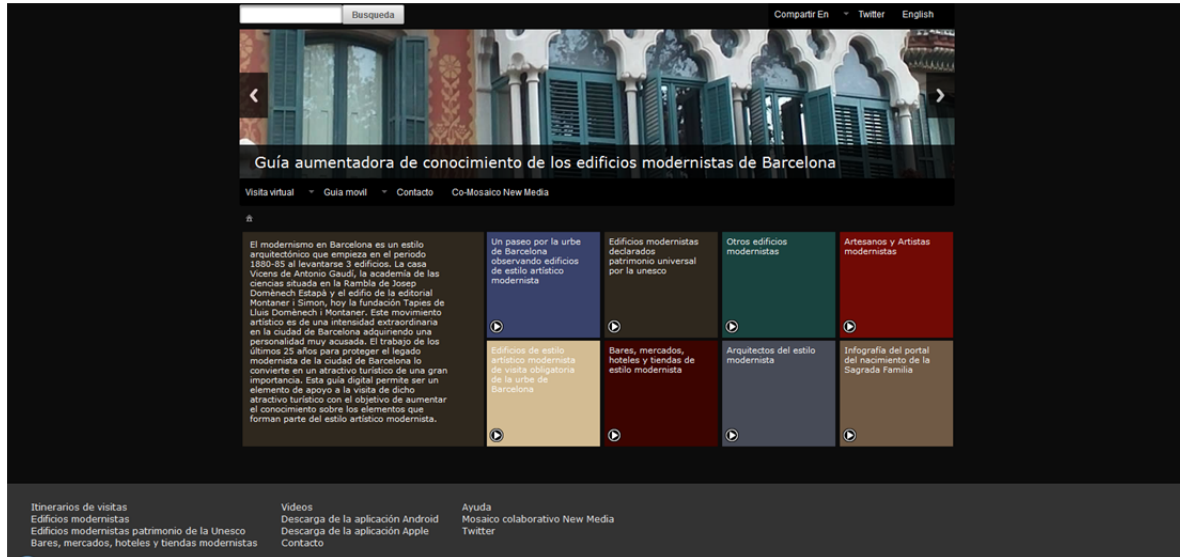 Busqueda
Compartir En
Twitter
English
Guía aumentadora de conocimiento de los edificios modernistas de Barcelona
Visita virtual
Guia movil
Contacto
Co-Mosaico New Media
El modernismo en Barcelona es un estilo
arquitectónico que empieza en el periodo
1880-85 al levantarse 3 edificios. La casa
Vicens de Antonio Gaudí, la academía de las
ciencias situada en la Rambla de Josep
Domènech Estapà y el edifio de la editorial
Montaner i Simon, hoy la fundación Tapies de
Lluis Domènech i Montaner. Este movimiento
artístico es de una intensidad extraordinaria
en la ciudad de Barcelona adquiriendo una
personalidad muy acusada. El trabajo de los
últimos 25 años para proteger el legado
modernista de la ciudad de Barcelona lo
convierte en un atractivo turístico de una gran
importancia. Esta guía digital permite ser un
elemento de apoyo a la visita de dicho
atractivo turístico con el objetivo de aumentar
el conocimiento sobre los elementos que
forman parte del estilo artístico modernista.
Un paseo por la urbe
de Barcelona
observando edificios
de estilo artístico
modernista
Edificios modernistas
declarados
patrimonio universal
por la unesco
Otros edificios
modernistas
Artesanos y Artistas
modernistas
Edificios de estilo
artístico modernista
de visita obligatoria
de la urbe de
Barcelona
Bares, mercados,
hoteles y tiendas de
estilo modernista
Arquitectos del estilo
modernista
Infografía del portal
del nacimiento de la
Sagrada Familia
Itinerarios de visitas
Edificios modernistas
Edificios modernistas patrimonio de la Unesco
Bares, mercados, hoteles y tiendas modernistas
Videos
Descarga de la aplicación Android
Descarga de la aplicación Apple
Contacto
Ayuda
Mosaico colaborativo New Media
Twitter